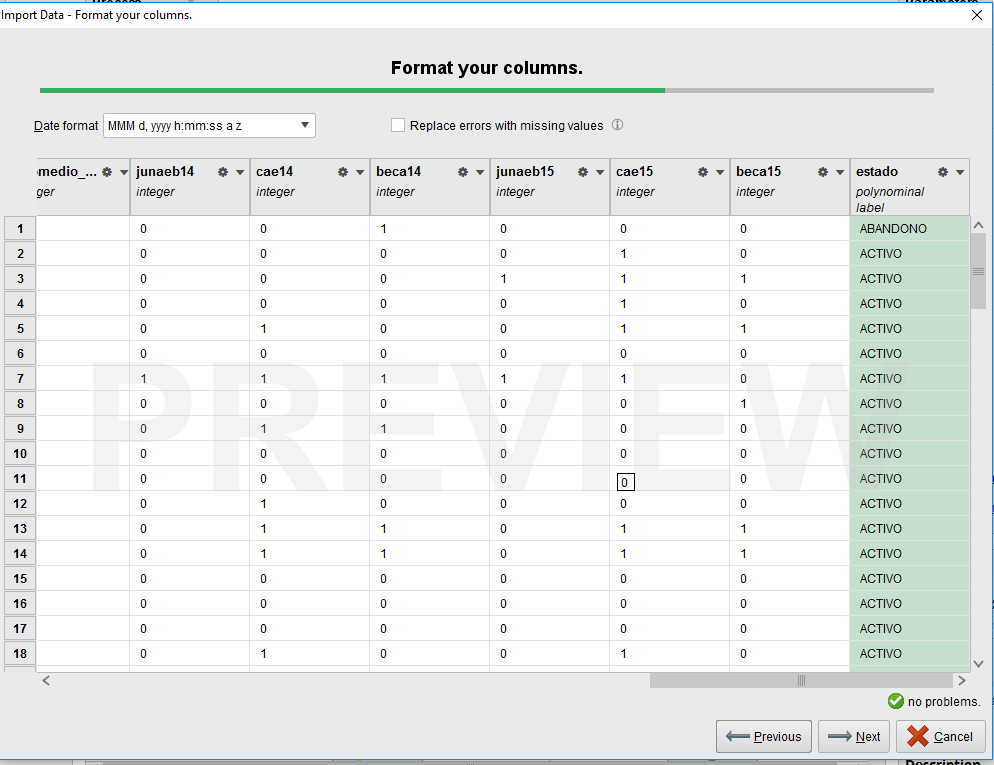 Import Data - Format your columns.
Format your columns.
Date format MMM d, yyyy h:mm:ss a z Replace errors with missing values
omedio_... junaeb14 cae14 beca14 junaeb15 cae15 beca15 estado
ger integer integer integer integer integer integer polynominal
label
1 0 0 1 0 0 0 ABANDONO
2 0 0 0 0 1 0 ACTIVO
3 0 0 0 1 1 1 ACTIVO
4 0 0 0 0 1 0 ACTIVO
5 0 1 0 0 1 1 ACTIVO
6 0 0 0 0 0 0 ACTIVO
7 1 1 1 1 1 0 ACTIVO
8 0 0 0 0 0 1 ACTIVO
9 0 1 1 0 0 0 ACTIVO
10 0 0 0 0 0 0 ACTIVO
11 0 0 0 0 0 0 ACTIVO
12 0 1 0 0 0 0 ACTIVO
13 0 1 1 0 1 1 ACTIVO
14 0 1 1 0 1 1 ACTIVO
15 0 0 0 0 0 0 ACTIVO
16 0 0 0 0 0 0 ACTIVO
17 0 0 0 0 0 0 ACTIVO
18 0 1 0 0 1 0 ACTIVO
PREVIEW
no problems.
Previous Next Cancel